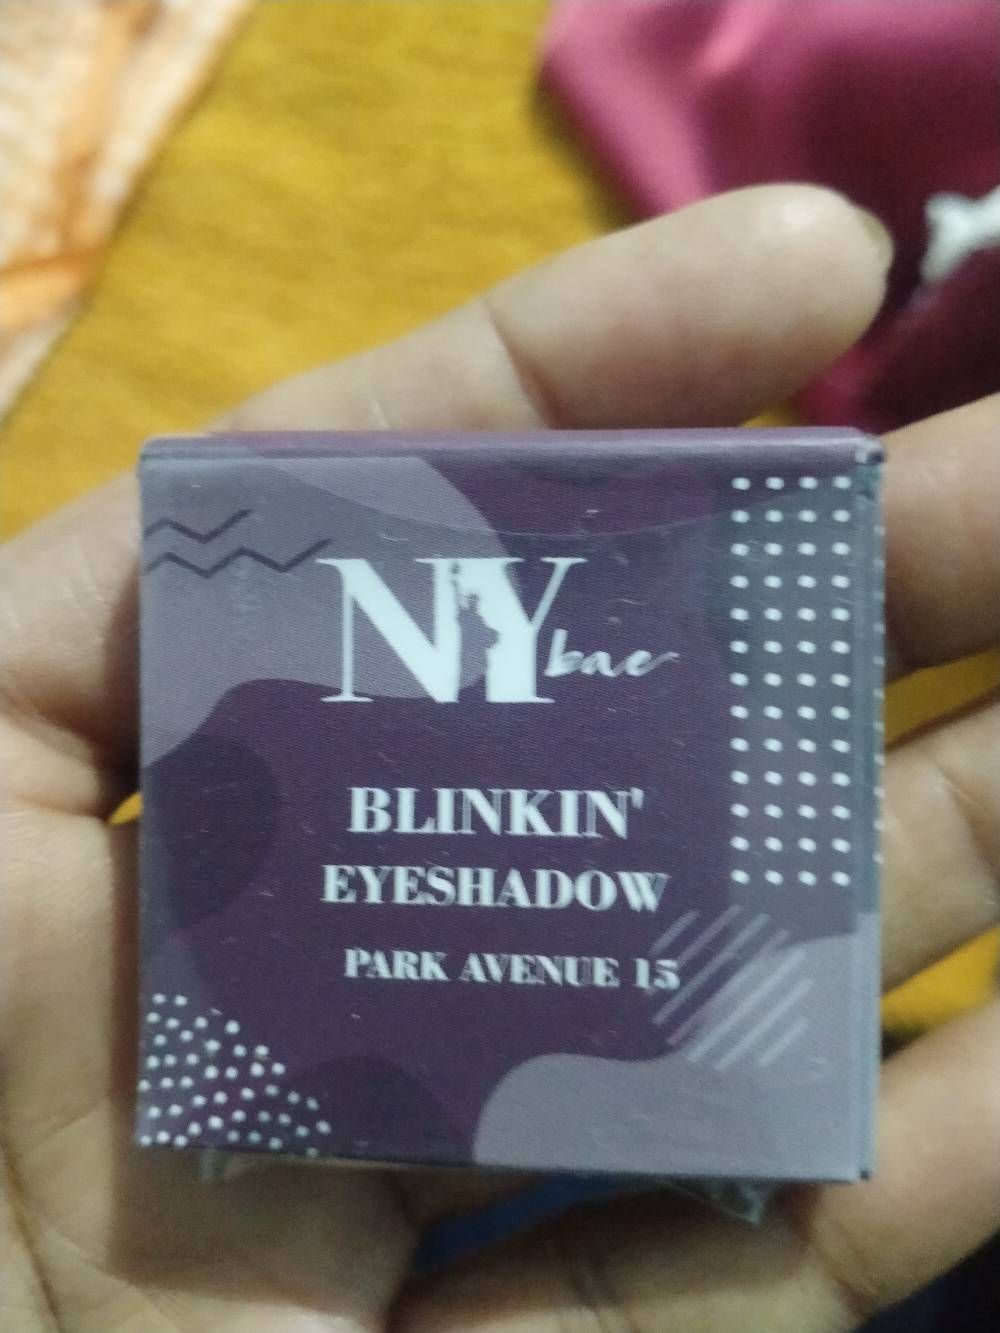 NY bae
BLINKIN'
EYESHADOW
PARK AVENUE 15